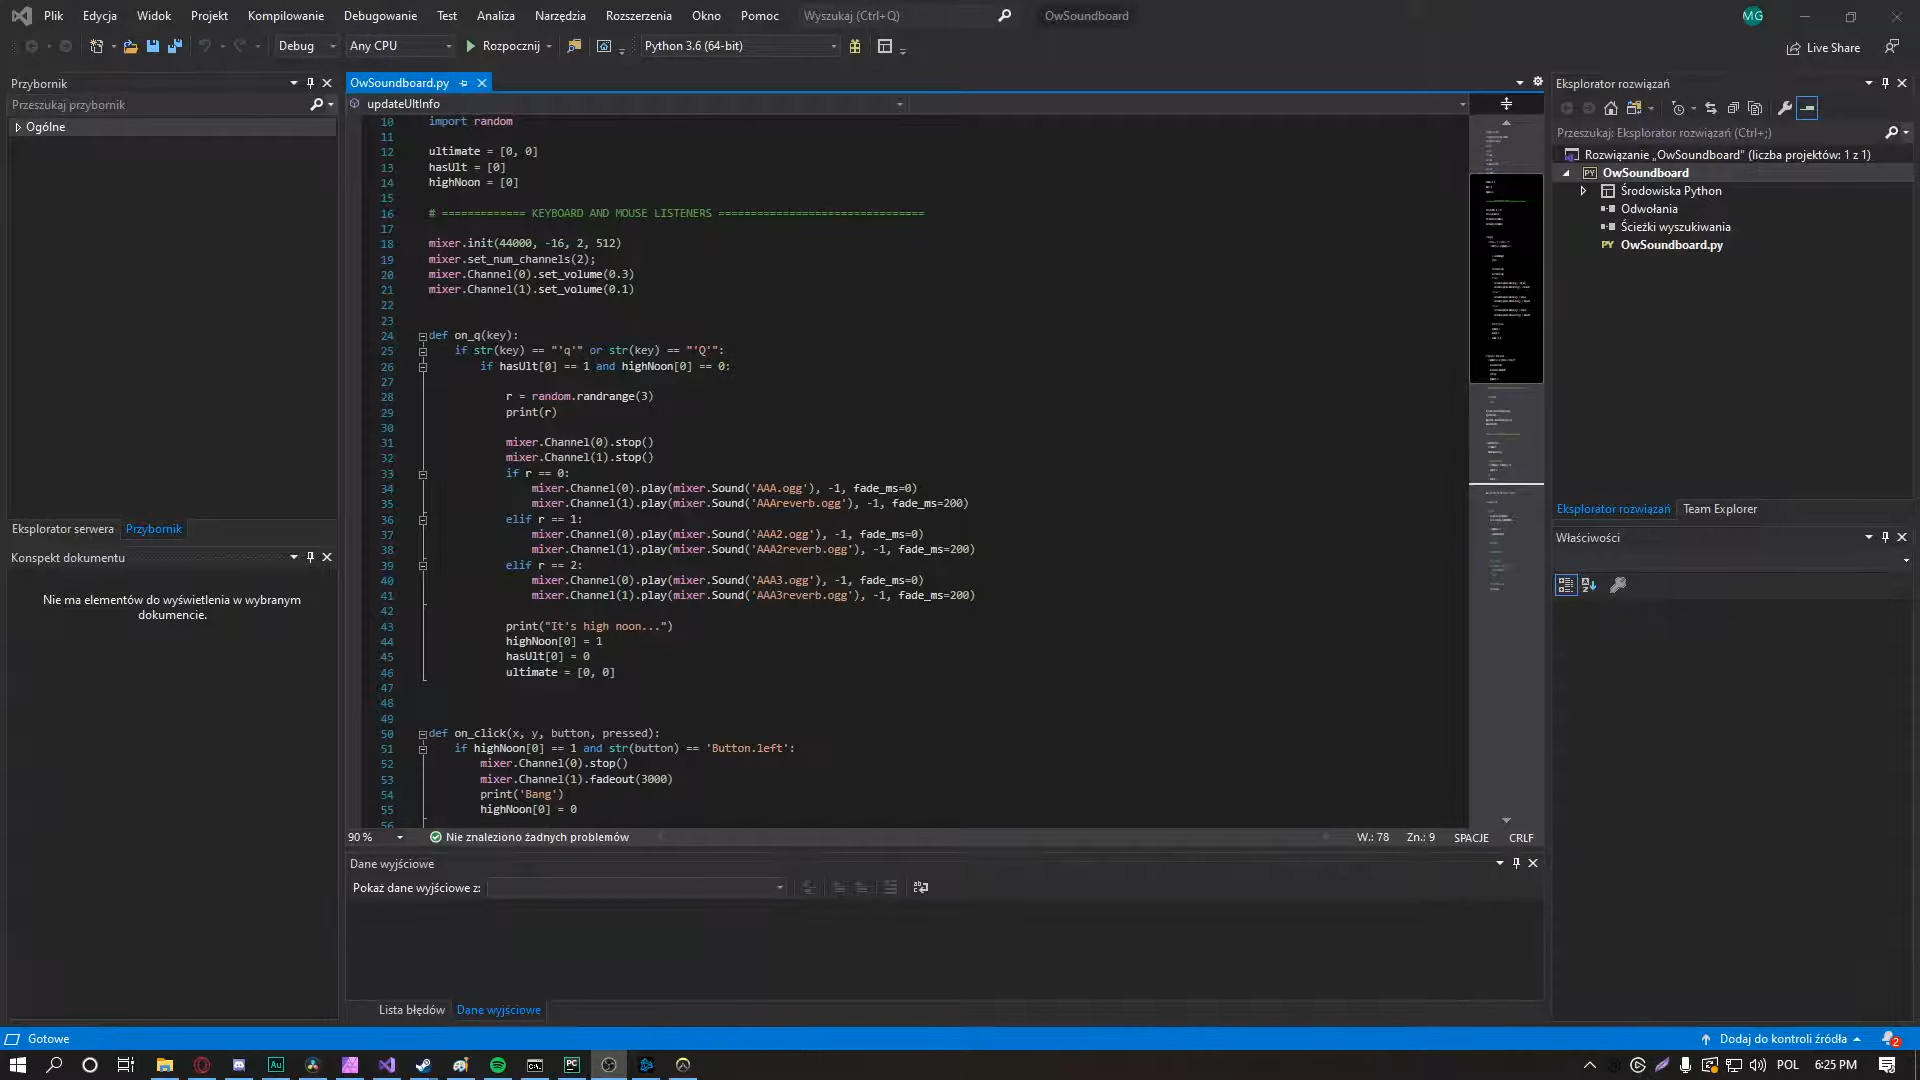 Plik Edycja Widok Projekt Kompilowanie Debugowanie Test Analiza Narzędzia Rozszerzenia Okno Pomoc Wyszukaj (Ctrl+Q) OwSoundboard MG
Debug Any CPU Rozpocznij Python 3.6 (64-bit) Live Share
Przybornik
Przeszukaj przybornik
Ogólne
Eksplorator serwera Przybornik
Konspekt dokumentu
Nie ma elementów do wyświetlenia w wybranym
dokumencie.
OwSoundboard.py
updateUltInfo
10 import random
11
12 ultimate = [0, 0]
13 hasUlt = [0]
14 highNoon = [0]
15
16 # ============= KEYBOARD AND MOUSE LISTENERS ================================
17
18 mixer.init(44000, -16, 2, 512)
19 mixer.set_num_channels(2);
20 mixer.Channel(0).set_volume(0.3)
21 mixer.Channel(1).set_volume(0.1)
22
23
24 def on_q(key):
25 if str(key) == "'q'" or str(key) == "'Q'":
26 if hasUlt[0] == 1 and highNoon[0] == 0:
27
28 r = random.randrange(3)
29 print(r)
30
31 mixer.Channel(0).stop()
32 mixer.Channel(1).stop()
33 if r == 0:
34 mixer.Channel(0).play(mixer.Sound('AAA.ogg'), -1, fade_ms=0)
35 mixer.Channel(1).play(mixer.Sound('AAAreverb.ogg'), -1, fade_ms=200)
36 elif r == 1:
37 mixer.Channel(0).play(mixer.Sound('AAA2.ogg'), -1, fade_ms=0)
38 mixer.Channel(1).play(mixer.Sound('AAA2reverb.ogg'), -1, fade_ms=200)
39 elif r == 2:
40 mixer.Channel(0).play(mixer.Sound('AAA3.ogg'), -1, fade_ms=0)
41 mixer.Channel(1).play(mixer.Sound('AAA3reverb.ogg'), -1, fade_ms=200)
42
43 print("It's high noon...")
44 highNoon[0] = 1
45 hasUlt[0] = 0
46 ultimate = [0, 0]
47
48
49
50 def on_click(x, y, button, pressed):
51 if highNoon[0] == 1 and str(button) == 'Button.left':
52 mixer.Channel(0).stop()
53 mixer.Channel(1).fadeout(3000)
54 print('Bang')
55 highNoon[0] = 0
56
90 % Nie znaleziono żadnych problemów W.: 78 Zn.: 9 SPACJE CRLF
Dane wyjściowe
Pokaż dane wyjściowe z:
Lista błędów Dane wyjściowe
Eksplorator rozwiązań
Przeszukaj: Eksplorator rozwiązań (Ctrl+;)
Rozwiązanie „OwSoundboard" (liczba projektów: 1 z 1)
PY OwSoundboard
Środowiska Python
Odwołania
Ścieżki wyszukiwania
PY OwSoundboard.py
Eksplorator rozwiązań Team Explorer
Właściwości
Gotowe Dodaj do kontroli źródła 2
Au PC POL 6:25 PM